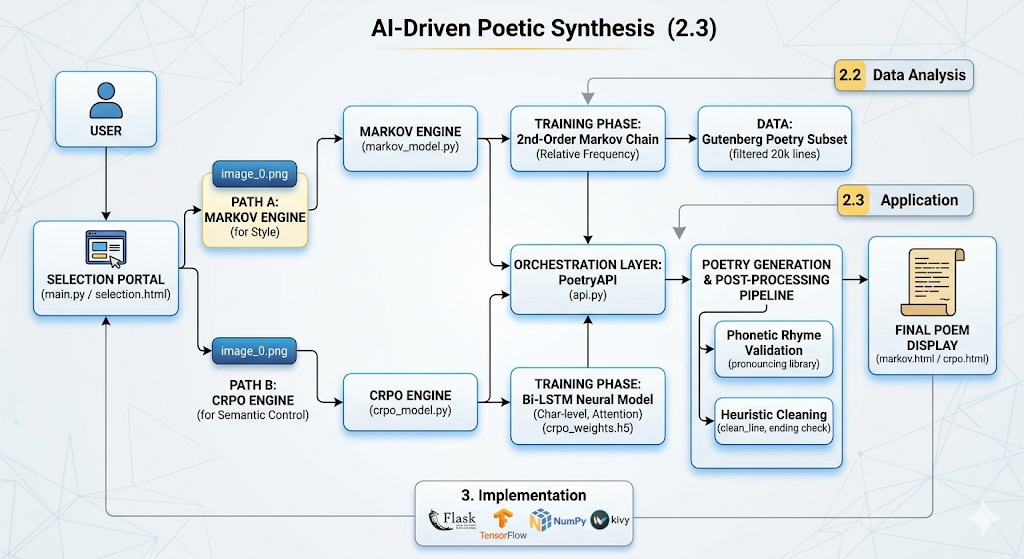 AI-Driven Poetic Synthesis (2.3)
2.2 Data Analysis
USER
MARKOV ENGINE
(markov_model.py)
TRAINING PHASE:
2nd-Order Markov Chain
(Relative Frequency)
DATA:
Gutenberg Poetry Subset
(filtered 20k lines)
image_0.png
PATH A:
MARKOV ENGINE
(for Style)
2.3 Application
SELECTION PORTAL
(main.py / selection.html)
ORCHESTRATION LAYER:
PoetryAPI
(api.py)
POETRY GENERATION
& POST-PROCESSING
PIPELINE
Phonetic Rhyme
Validation
(pronouncing library)
Heuristic Cleaning
(clean_line, ending check)
FINAL POEM
DISPLAY
(markov.html / crpo.html)
image_0.png
PATH B:
CRPO ENGINE
(for Semantic Control)
CRPO ENGINE
(crpo_model.py)
TRAINING PHASE:
Bi-LSTM Neural Model
(Char-level, Attention)
(crpo_weights.h5)
3. Implementation
Flask
TensorFlow
NumPy
kivy